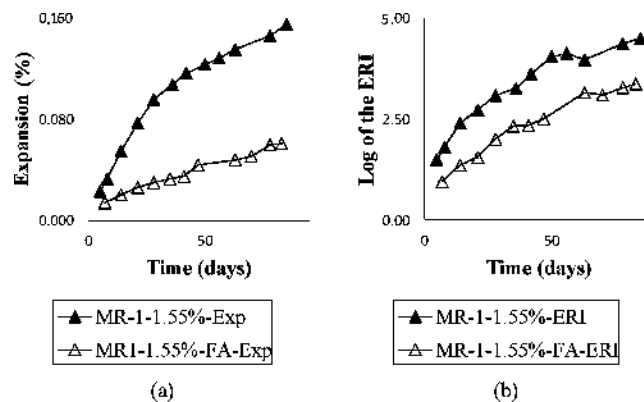 0.160
0.080
0.000
Expansion (%)
0
50
Time (days)
MR-1-1.55%-Exp
MR1-1.55%-FA-Exp
(a)
5.00
2.50
0.00
Log of the ERI
0
50
Time (days)
MR-1-1.55%-ERI
MR-1-1.55%-FA-ERI
(b)